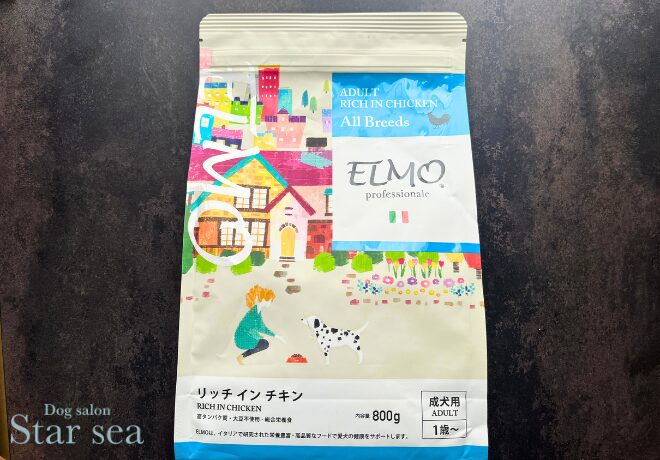 ADULT
RICH IN CHICKEN
All Breeds
ELMO
professionale
elmo
リッチ イン チキン
RICH IN CHICKEN
高タンパク質・大豆不使用・総合栄養食
内容量 800g
成犬用
ADULT
1歳〜
ELMOは、イタリアで研究された栄養豊富・高品質なフードで愛犬の健康をサポートします。
Dog salon
Star sea